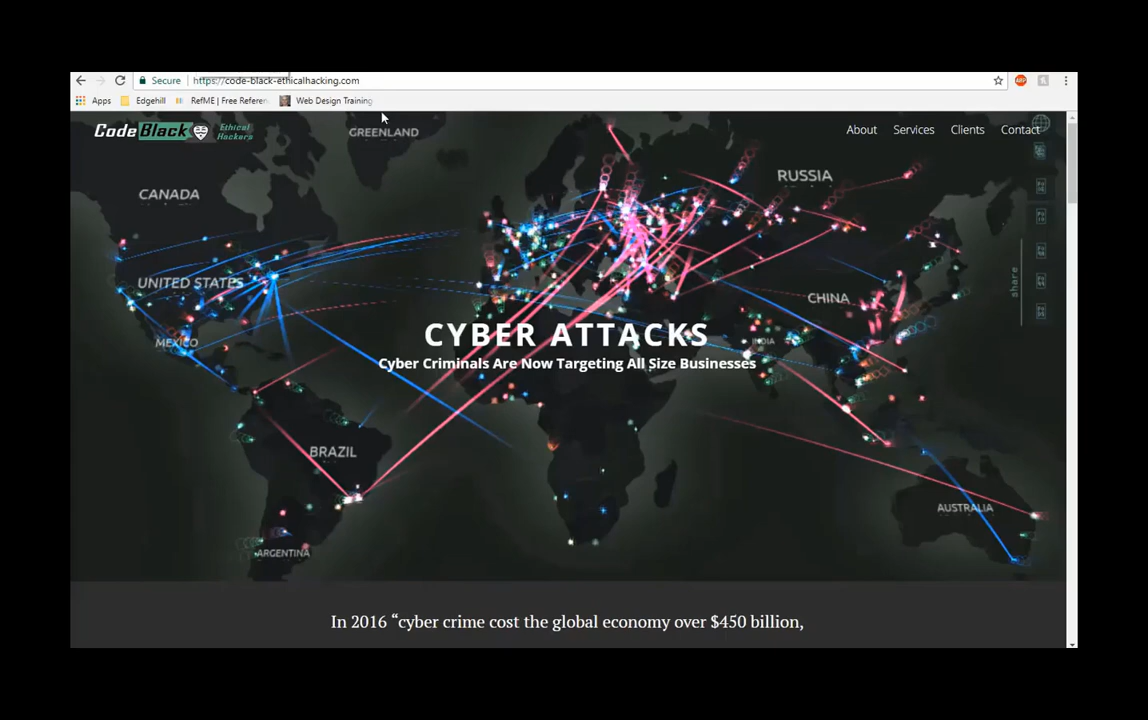 Secure https://code-black-ethicalhacking.com
Apps Edgehill RefME | Free Referen Web Design Training
Code Black Ethical Hackers
About Services Clients Contact
GREENLAND
CANADA
RUSSIA
UNITED STATES
CHINA
share
MEXICO
INDIA
CYBER ATTACKS
Cyber Criminals Are Now Targeting All Size Businesses
BRAZIL
AUSTRALIA
ARGENTINA
In 2016 “cyber crime cost the global economy over $450 billion,